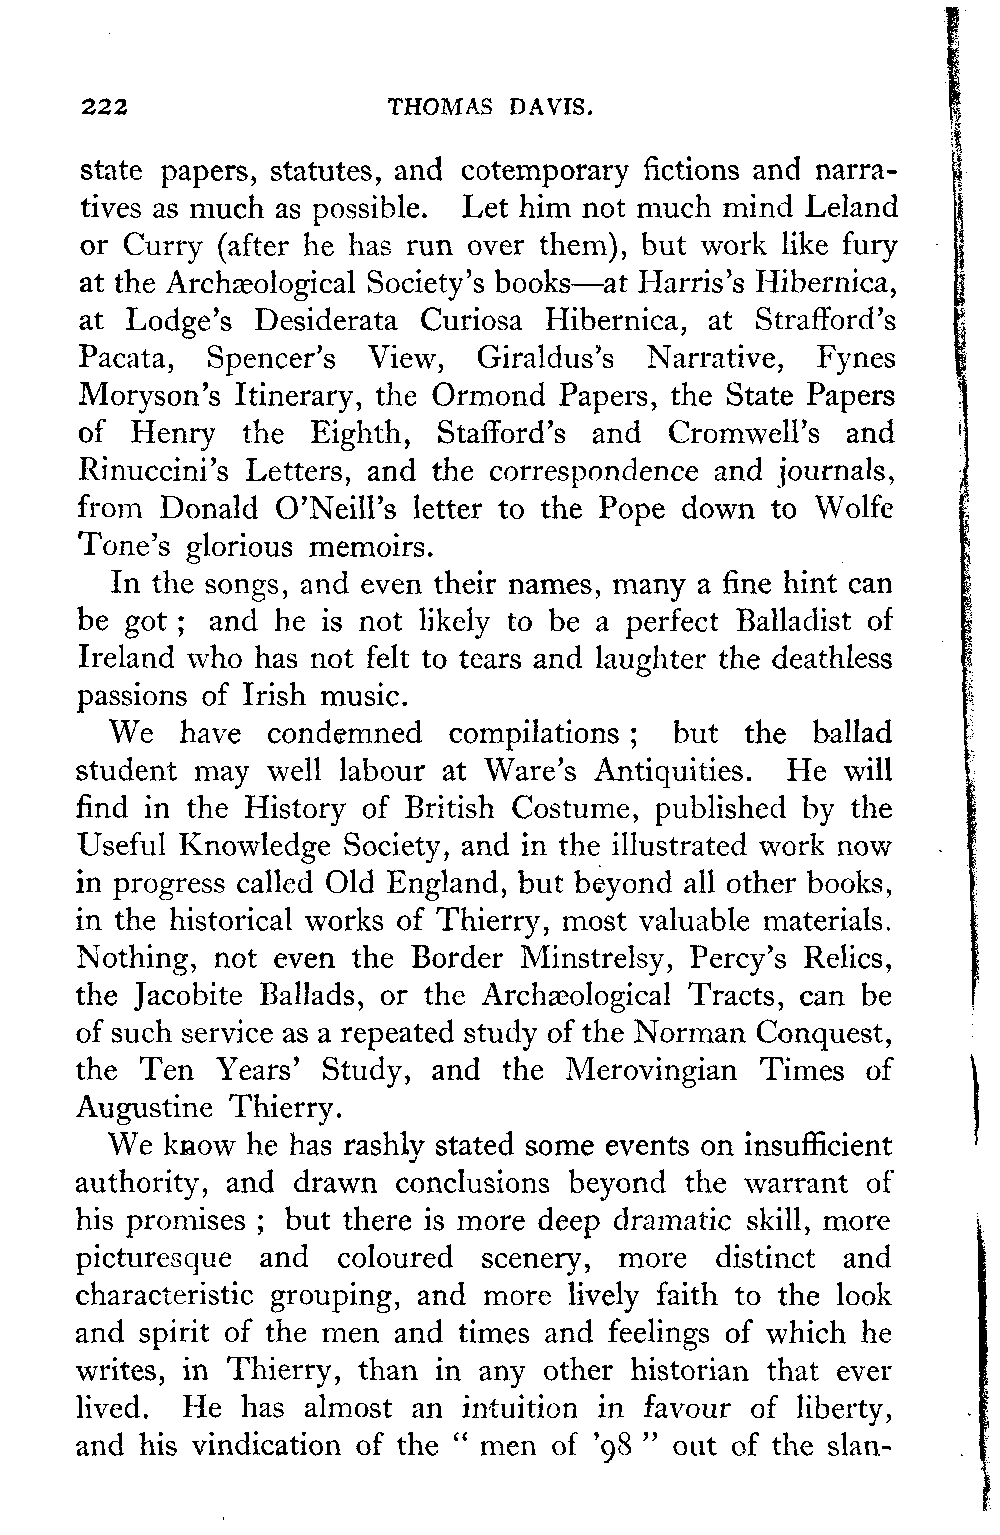 222 THOMAS DAVIS.
state papers, statutes, and cotemporary fictions and narra-
tives as much as possible. Let him not much mind Leland
or Curry (after he has run over them), but work like fury
at the Archæological Society's books—at Harris's Hibernica,
at Lodge's Desiderata Curiosa Hibernica, at Strafford's
Pacata, Spencer's View, Giraldus's Narrative, Fynes
Moryson's Itinerary, the Ormond Papers, the State Papers
of Henry the Eighth, Stafford's and Cromwell's and
Rinuccini's Letters, and the correspondence and journals,
from Donald O'Neill's letter to the Pope down to Wolfe
Tone's glorious memoirs.
In the songs, and even their names, many a fine hint can
be got ; and he is not likely to be a perfect Balladist of
Ireland who has not felt to tears and laughter the deathless
passions of Irish music.
We have condemned compilations ; but the ballad
student may well labour at Ware's Antiquities. He will
find in the History of British Costume, published by the
Useful Knowledge Society, and in the illustrated work now
in progress called Old England, but beyond all other books,
in the historical works of Thierry, most valuable materials.
Nothing, not even the Border Minstrelsy, Percy's Relics,
the Jacobite Ballads, or the Archæological Tracts, can be
of such service as a repeated study of the Norman Conquest,
the Ten Years' Study, and the Merovingian Times of
Augustine Thierry.
We know he has rashly stated some events on insufficient
authority, and drawn conclusions beyond the warrant of
his promises ; but there is more deep dramatic skill, more
picturesque and coloured scenery, more distinct and
characteristic grouping, and more lively faith to the look
and spirit of the men and times and feelings of which he
writes, in Thierry, than in any other historian that ever
lived. He has almost an intuition in favour of liberty,
and his vindication of the " men of '98 " out of the slan-